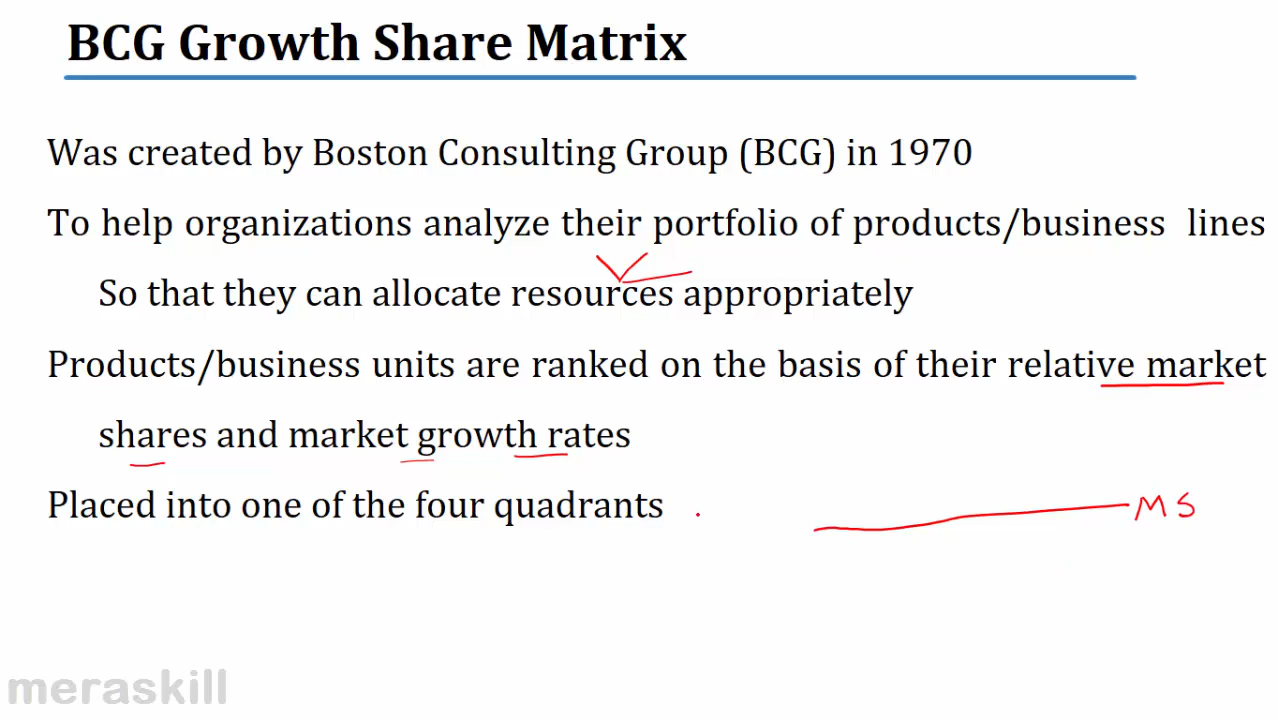 BCG Growth Share Matrix
Was created by Boston Consulting Group (BCG) in 1970
To help organizations analyze their portfolio of products/business lines
So that they can allocate resources appropriately
Products/business units are ranked on the basis of their relative market
shares and market growth rates
Placed into one of the four quadrants
MS
meraskill